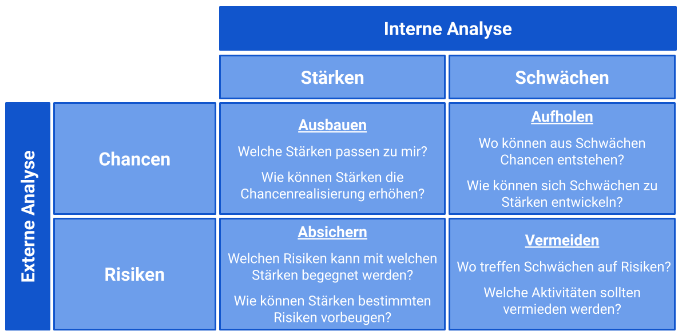 Interne Analyse
Stärken
Schwächen
Externe Analyse
Chancen
Ausbauen
Welche Stärken passen zu mir?
Wie können Stärken die
Chancenrealisierung erhöhen?
Aufholen
Wo können aus Schwächen
Chancen entstehen?
Wie können sich Schwächen zu
Stärken entwickeln?
Risiken
Absichern
Welchen Risiken kann mit welchen
Stärken begegnet werden?
Wie können Stärken bestimmten
Risiken vorbeugen?
Vermeiden
Wo treffen Schwächen auf Risiken?
Welche Aktivitäten sollten
vermieden werden?